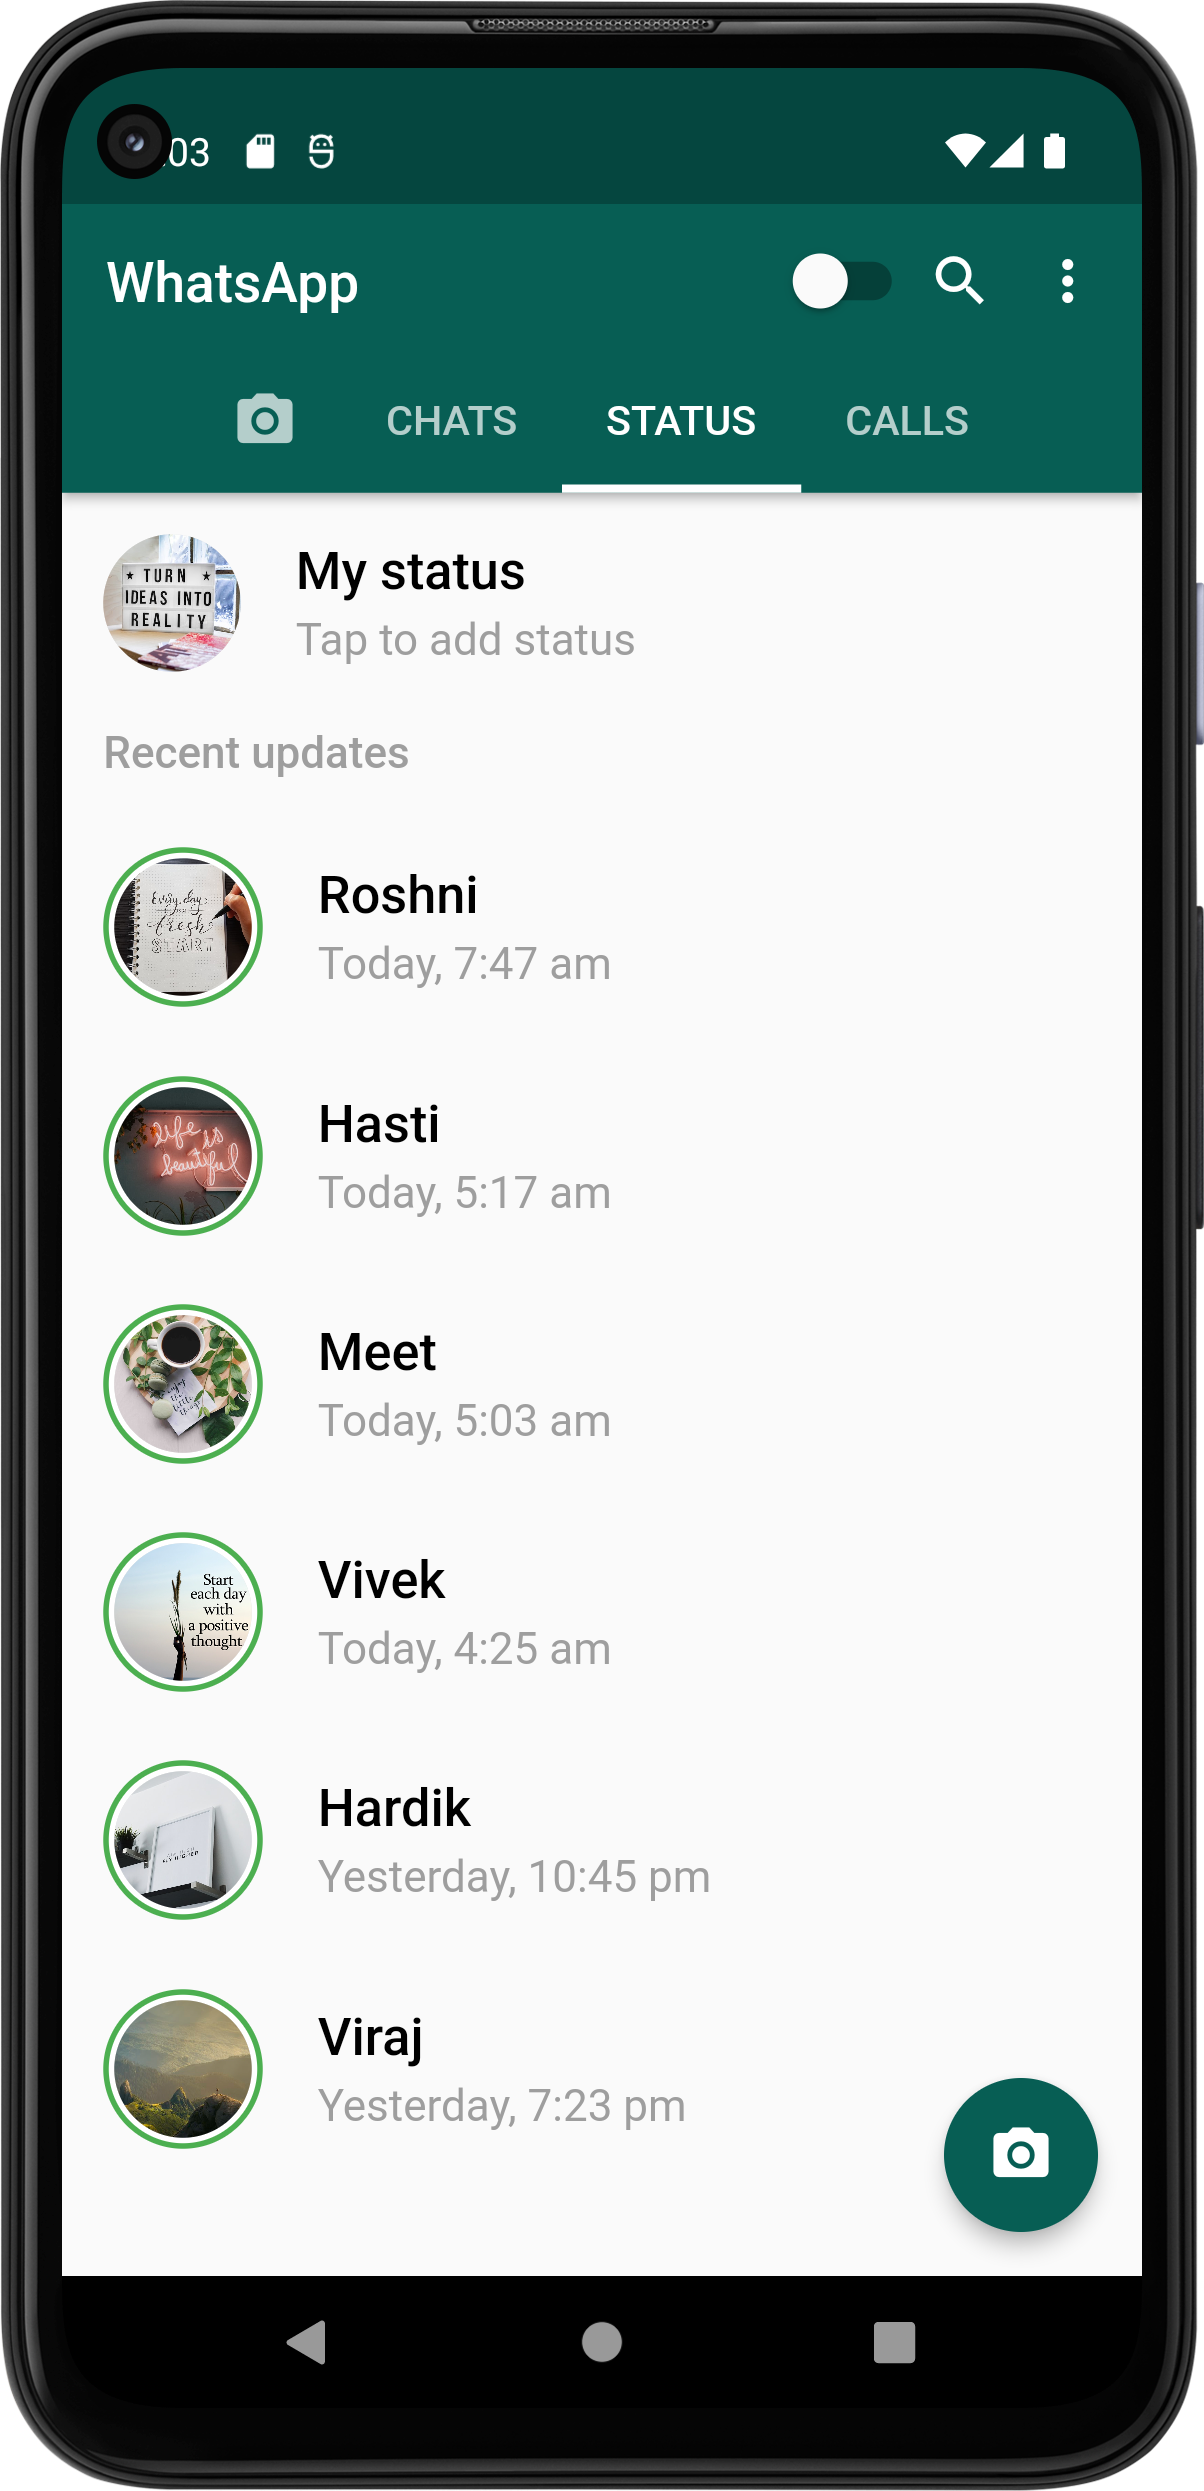 03
WhatsApp
CHATS STATUS CALLS
TURN
IDEAS INTO
REALITY
My status
Tap to add status
Recent updates
Every day
fresh
START
Roshni
Today, 7:47 am
life is
beautiful
Hasti
Today, 5:17 am
enjoy
the
little
Meet
Today, 5:03 am
Start
each day
with
a positive
thought
Vivek
Today, 4:25 am
Hardik
Yesterday, 10:45 pm
Viraj
Yesterday, 7:23 pm